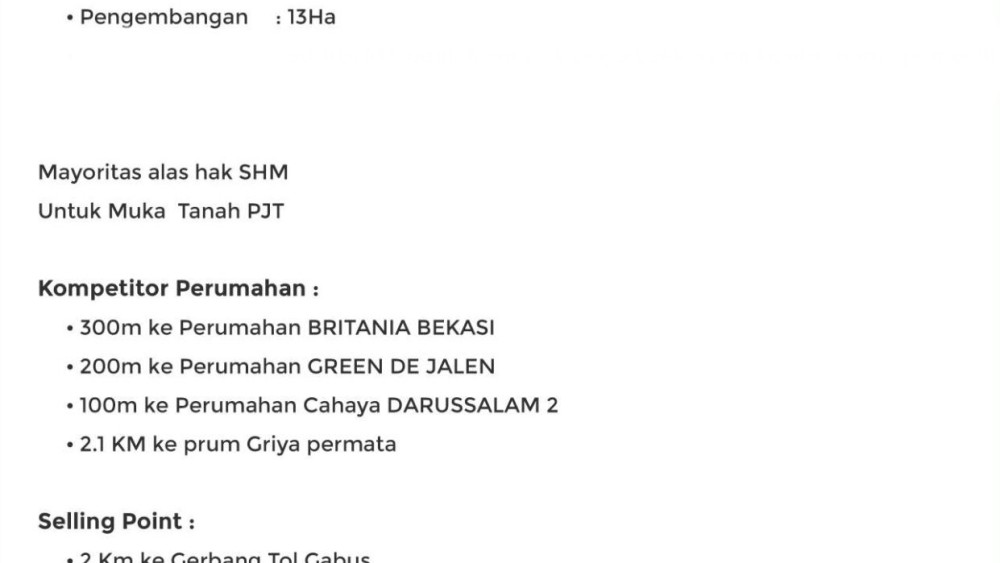 • Pengembangan : 13Ha
Mayoritas alas hak SHM
Untuk Muka Tanah PJT
Kompetitor Perumahan :
• 300m ke Perumahan BRITANIA BEKASI
• 200m ke Perumahan GREEN DE JALEN
• 100m ke Perumahan Cahaya DARUSSALAM 2
• 2.1 KM ke prum Griya permata
Selling Point :
• 2 Km ke Gerbang Tol Gabus